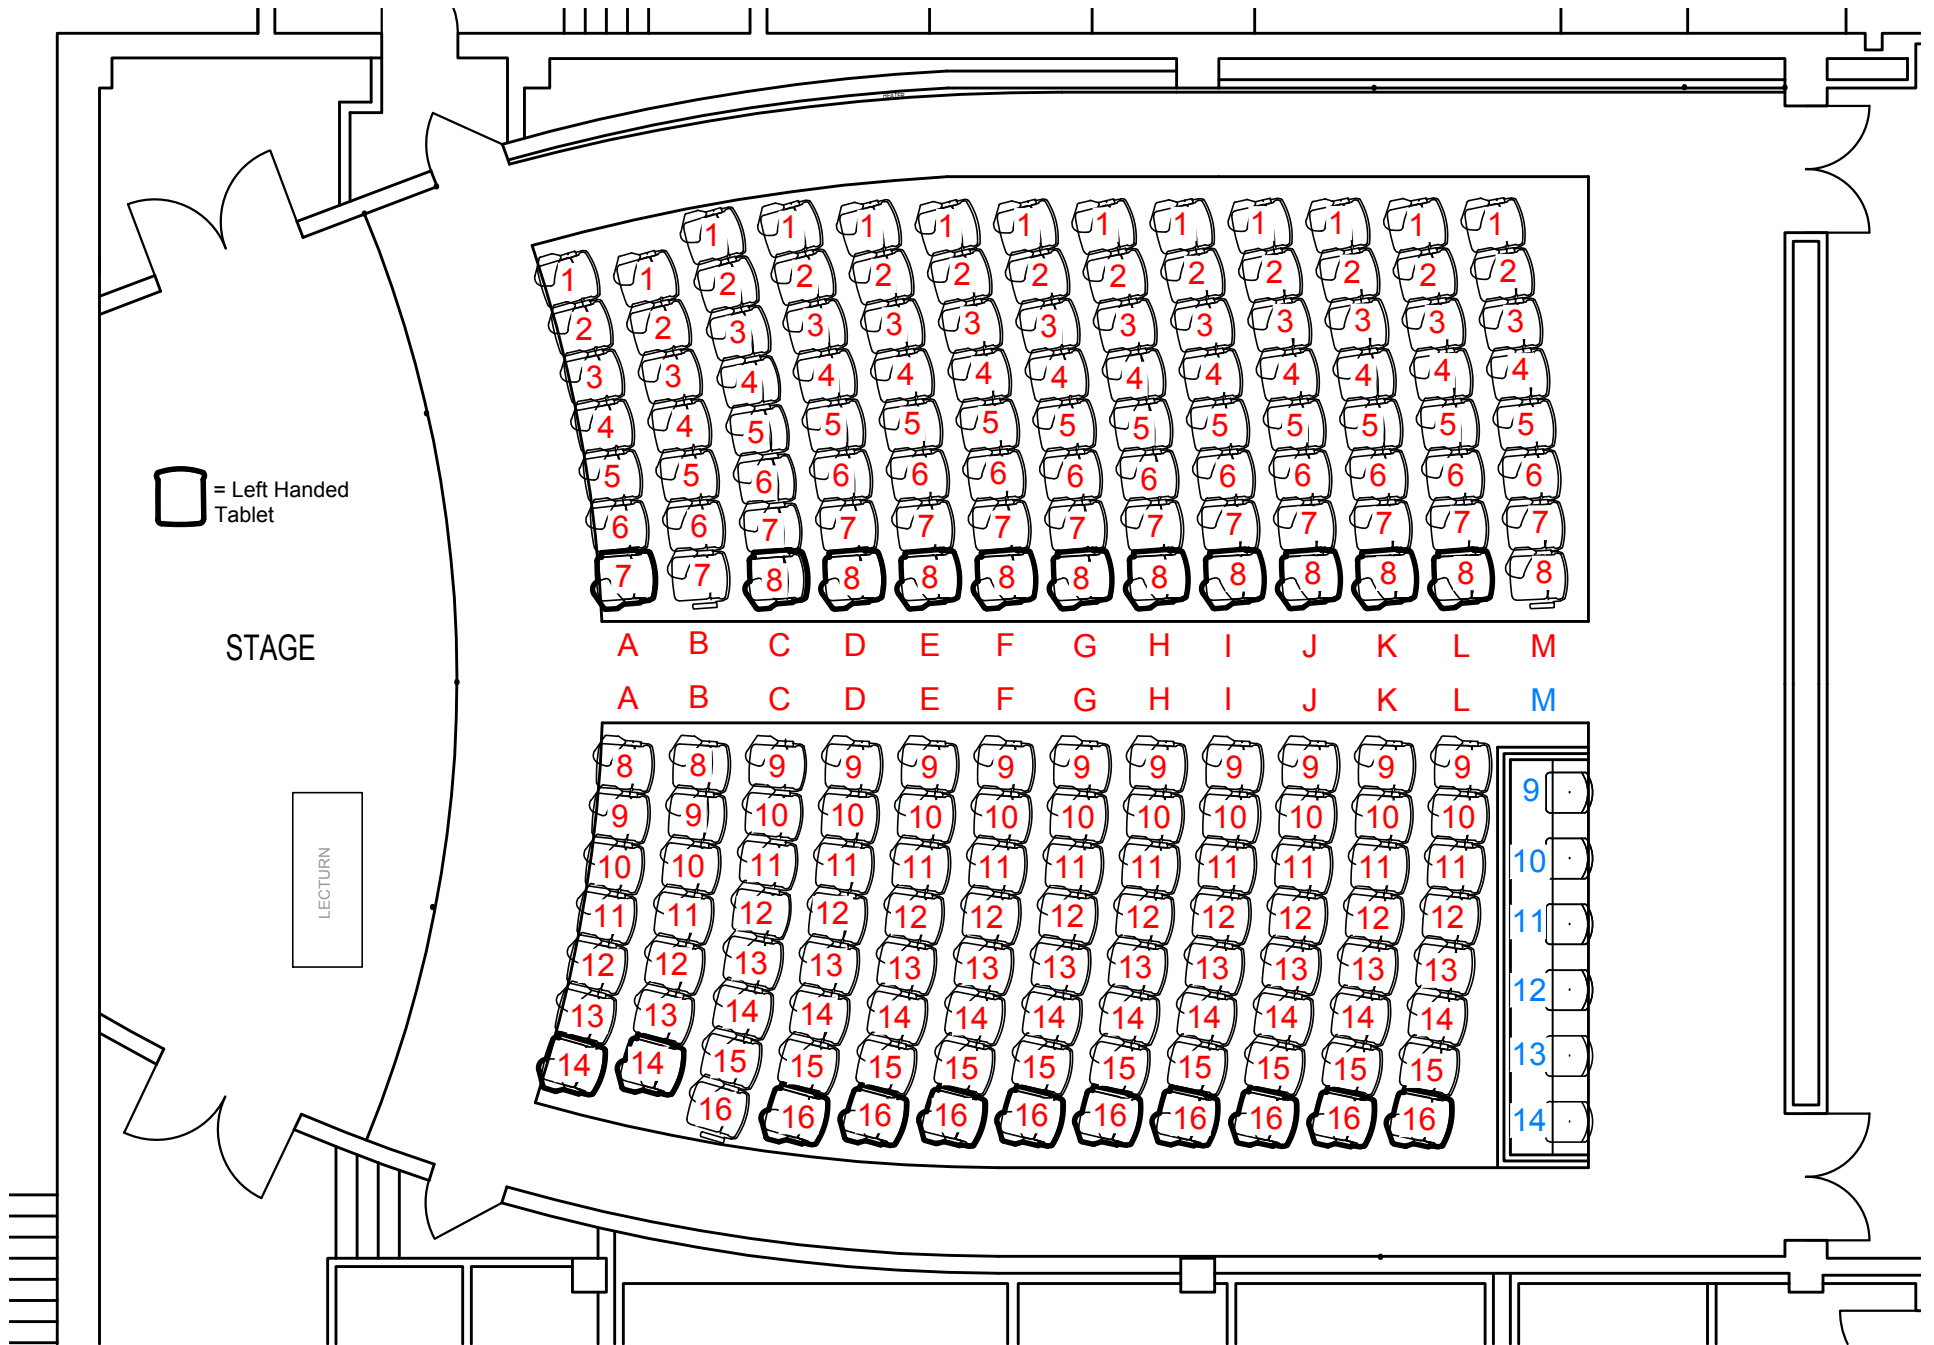 HEATER
1 1 1 1 1 1 1 1 1 1 1 1 1
2 2 2 2 2 2 2 2 2 2 2 2 2
3 3 3 3 3 3 3 3 3 3 3 3 3
4 4 4 4 4 4 4 4 4 4 4 4 4
5 5 5 5 5 5 5 5 5 5 5 5 5
6 6 6 6 6 6 6 6 6 6 6 6 6
7 7 7 7 7 7 7 7 7 7 7 7 7
8 8 8 8 8 8 8 8 8 8 8
= Left Handed
Tablet
STAGE
A B C D E F G H I J K L M
A B C D E F G H I J K L M
LECTURN
8 8 9 9 9 9 9 9 9 9 9 9 9
9 9 10 10 10 10 10 10 10 10 10 10 10
10 10 11 11 11 11 11 11 11 11 11 11 11
11 11 12 12 12 12 12 12 12 12 12 12 12
12 12 13 13 13 13 13 13 13 13 13 13 13
13 13 14 14 14 14 14 14 14 14 14 14 14
14 14 15 15 15 15 15 15 15 15 15 15
16 16 16 16 16 16 16 16 16 16